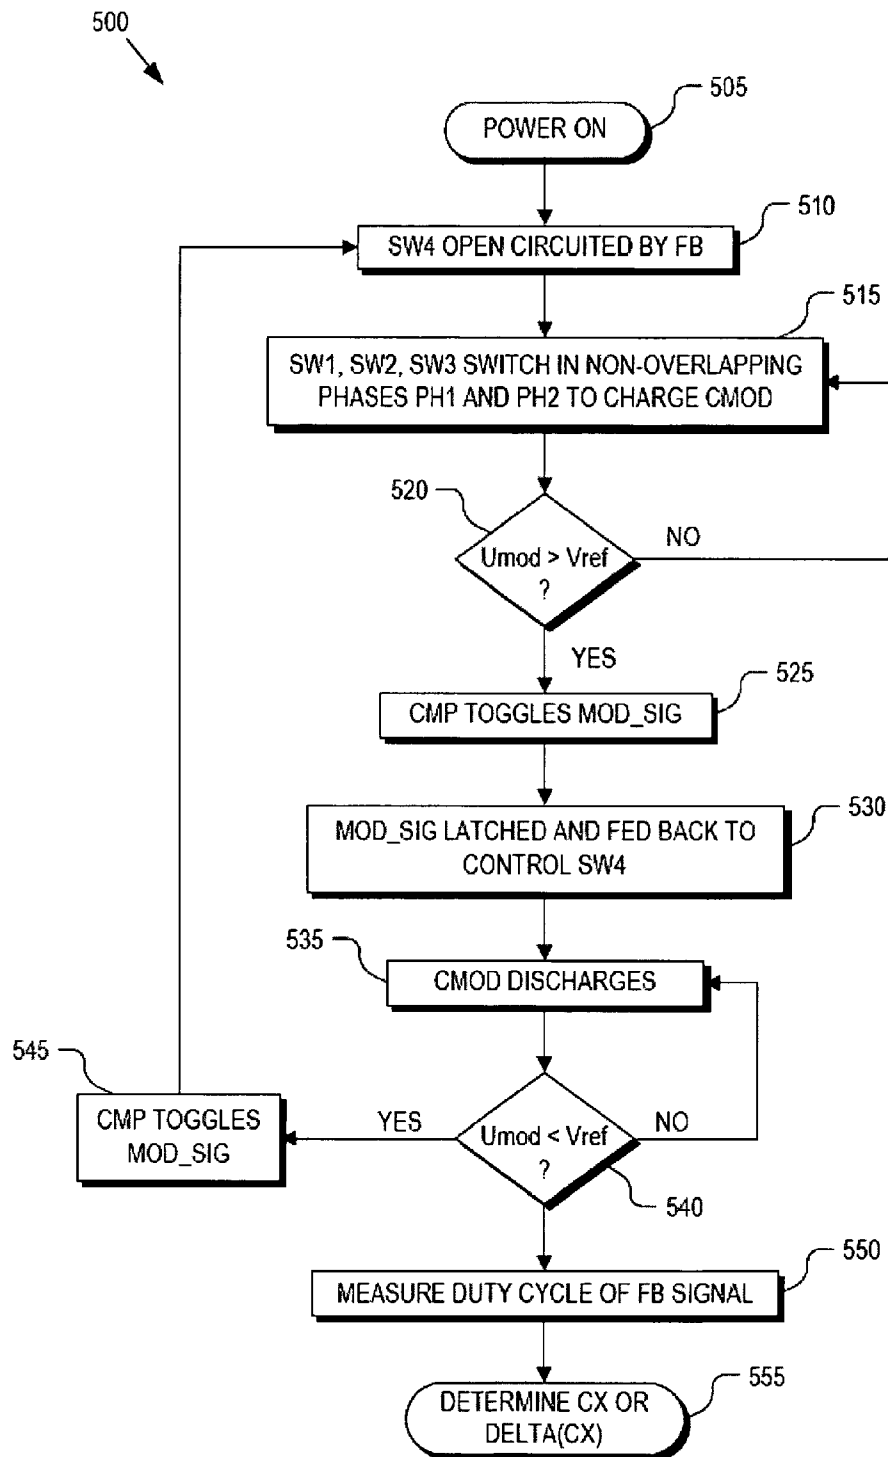 500
505
POWER ON
510
SW4 OPEN CIRCUITED BY FB
515
SW1, SW2, SW3 SWITCH IN NON-OVERLAPPING
PHASES PH1 AND PH2 TO CHARGE CMOD
520
Umod > Vref
?
NO
YES
525
CMP TOGGLES MOD_SIG
530
MOD_SIG LATCHED AND FED BACK TO
CONTROL SW4
535
CMOD DISCHARGES
545
CMP TOGGLES
MOD_SIG
YES
Umod < Vref
?
NO
540
550
MEASURE DUTY CYCLE OF FB SIGNAL
555
DETERMINE CX OR
DELTA(CX)